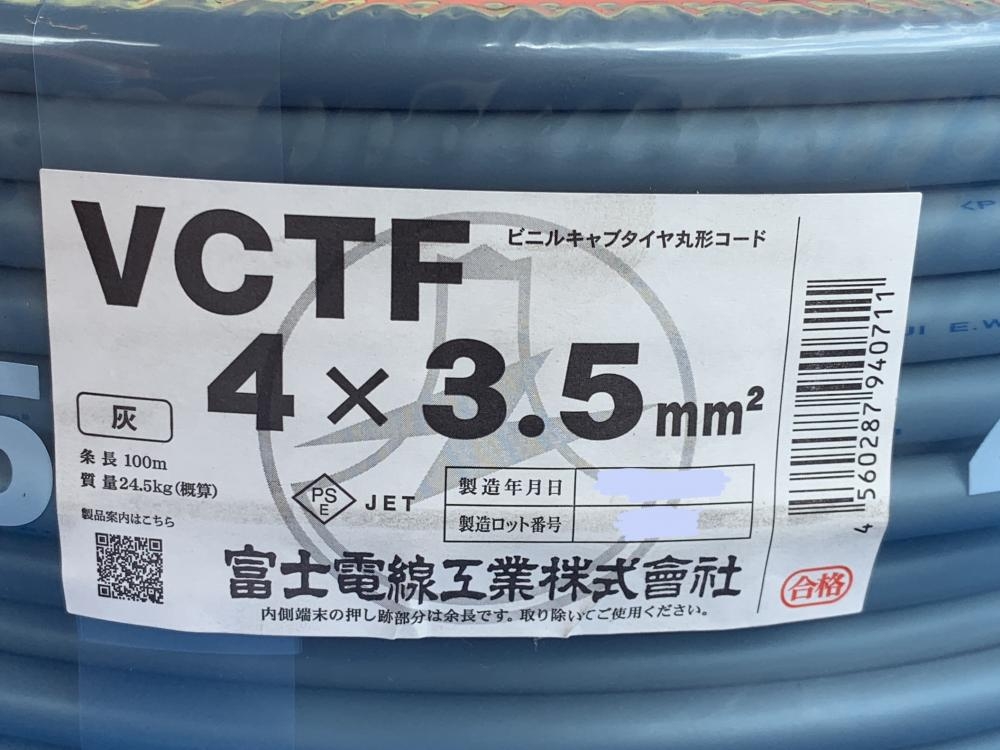 VCTF
ビニルキャブタイヤ丸形コード
4×3.5mm²
灰
条長 100m
質量24.5kg(概算)
製品案内はこちら
PS
E
JET
製造年月日
製造ロット番号
富士電線工業株式會社
内側端末の押し跡部分は余長です。取り除いてご使用ください。
4 560287 940711
合格
5
<P
JI E.W